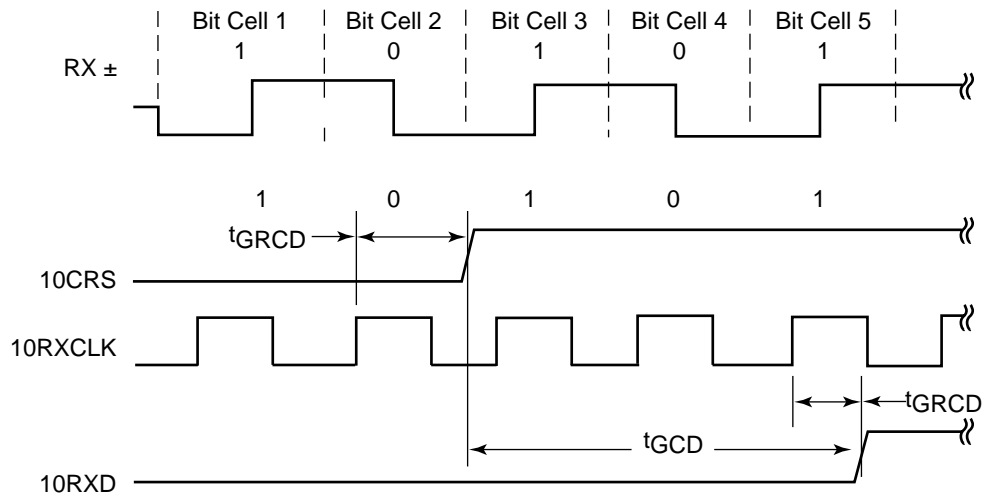 Bit Cell 1 Bit Cell 2 Bit Cell 3 Bit Cell 4 Bit Cell 5
1 0 1 0 1
RX ±
1 0 1 0 1
tGRCD
10CRS
10RXCLK
tGRCD
tGCD
10RXD